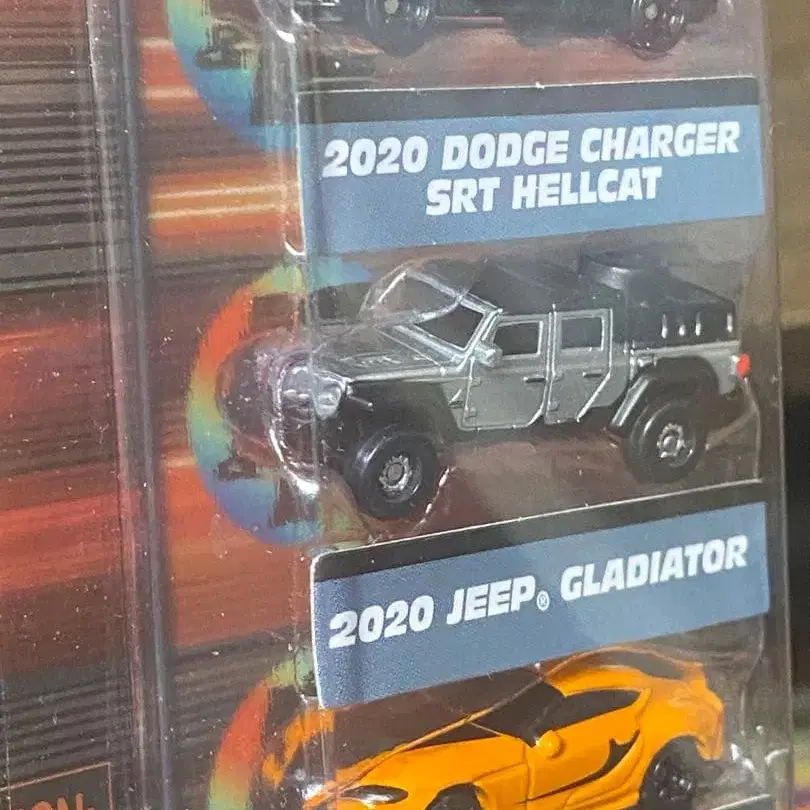 2020 DODGE CHARGER
SRT HELLCAT
2020 JEEP® GLADIATOR